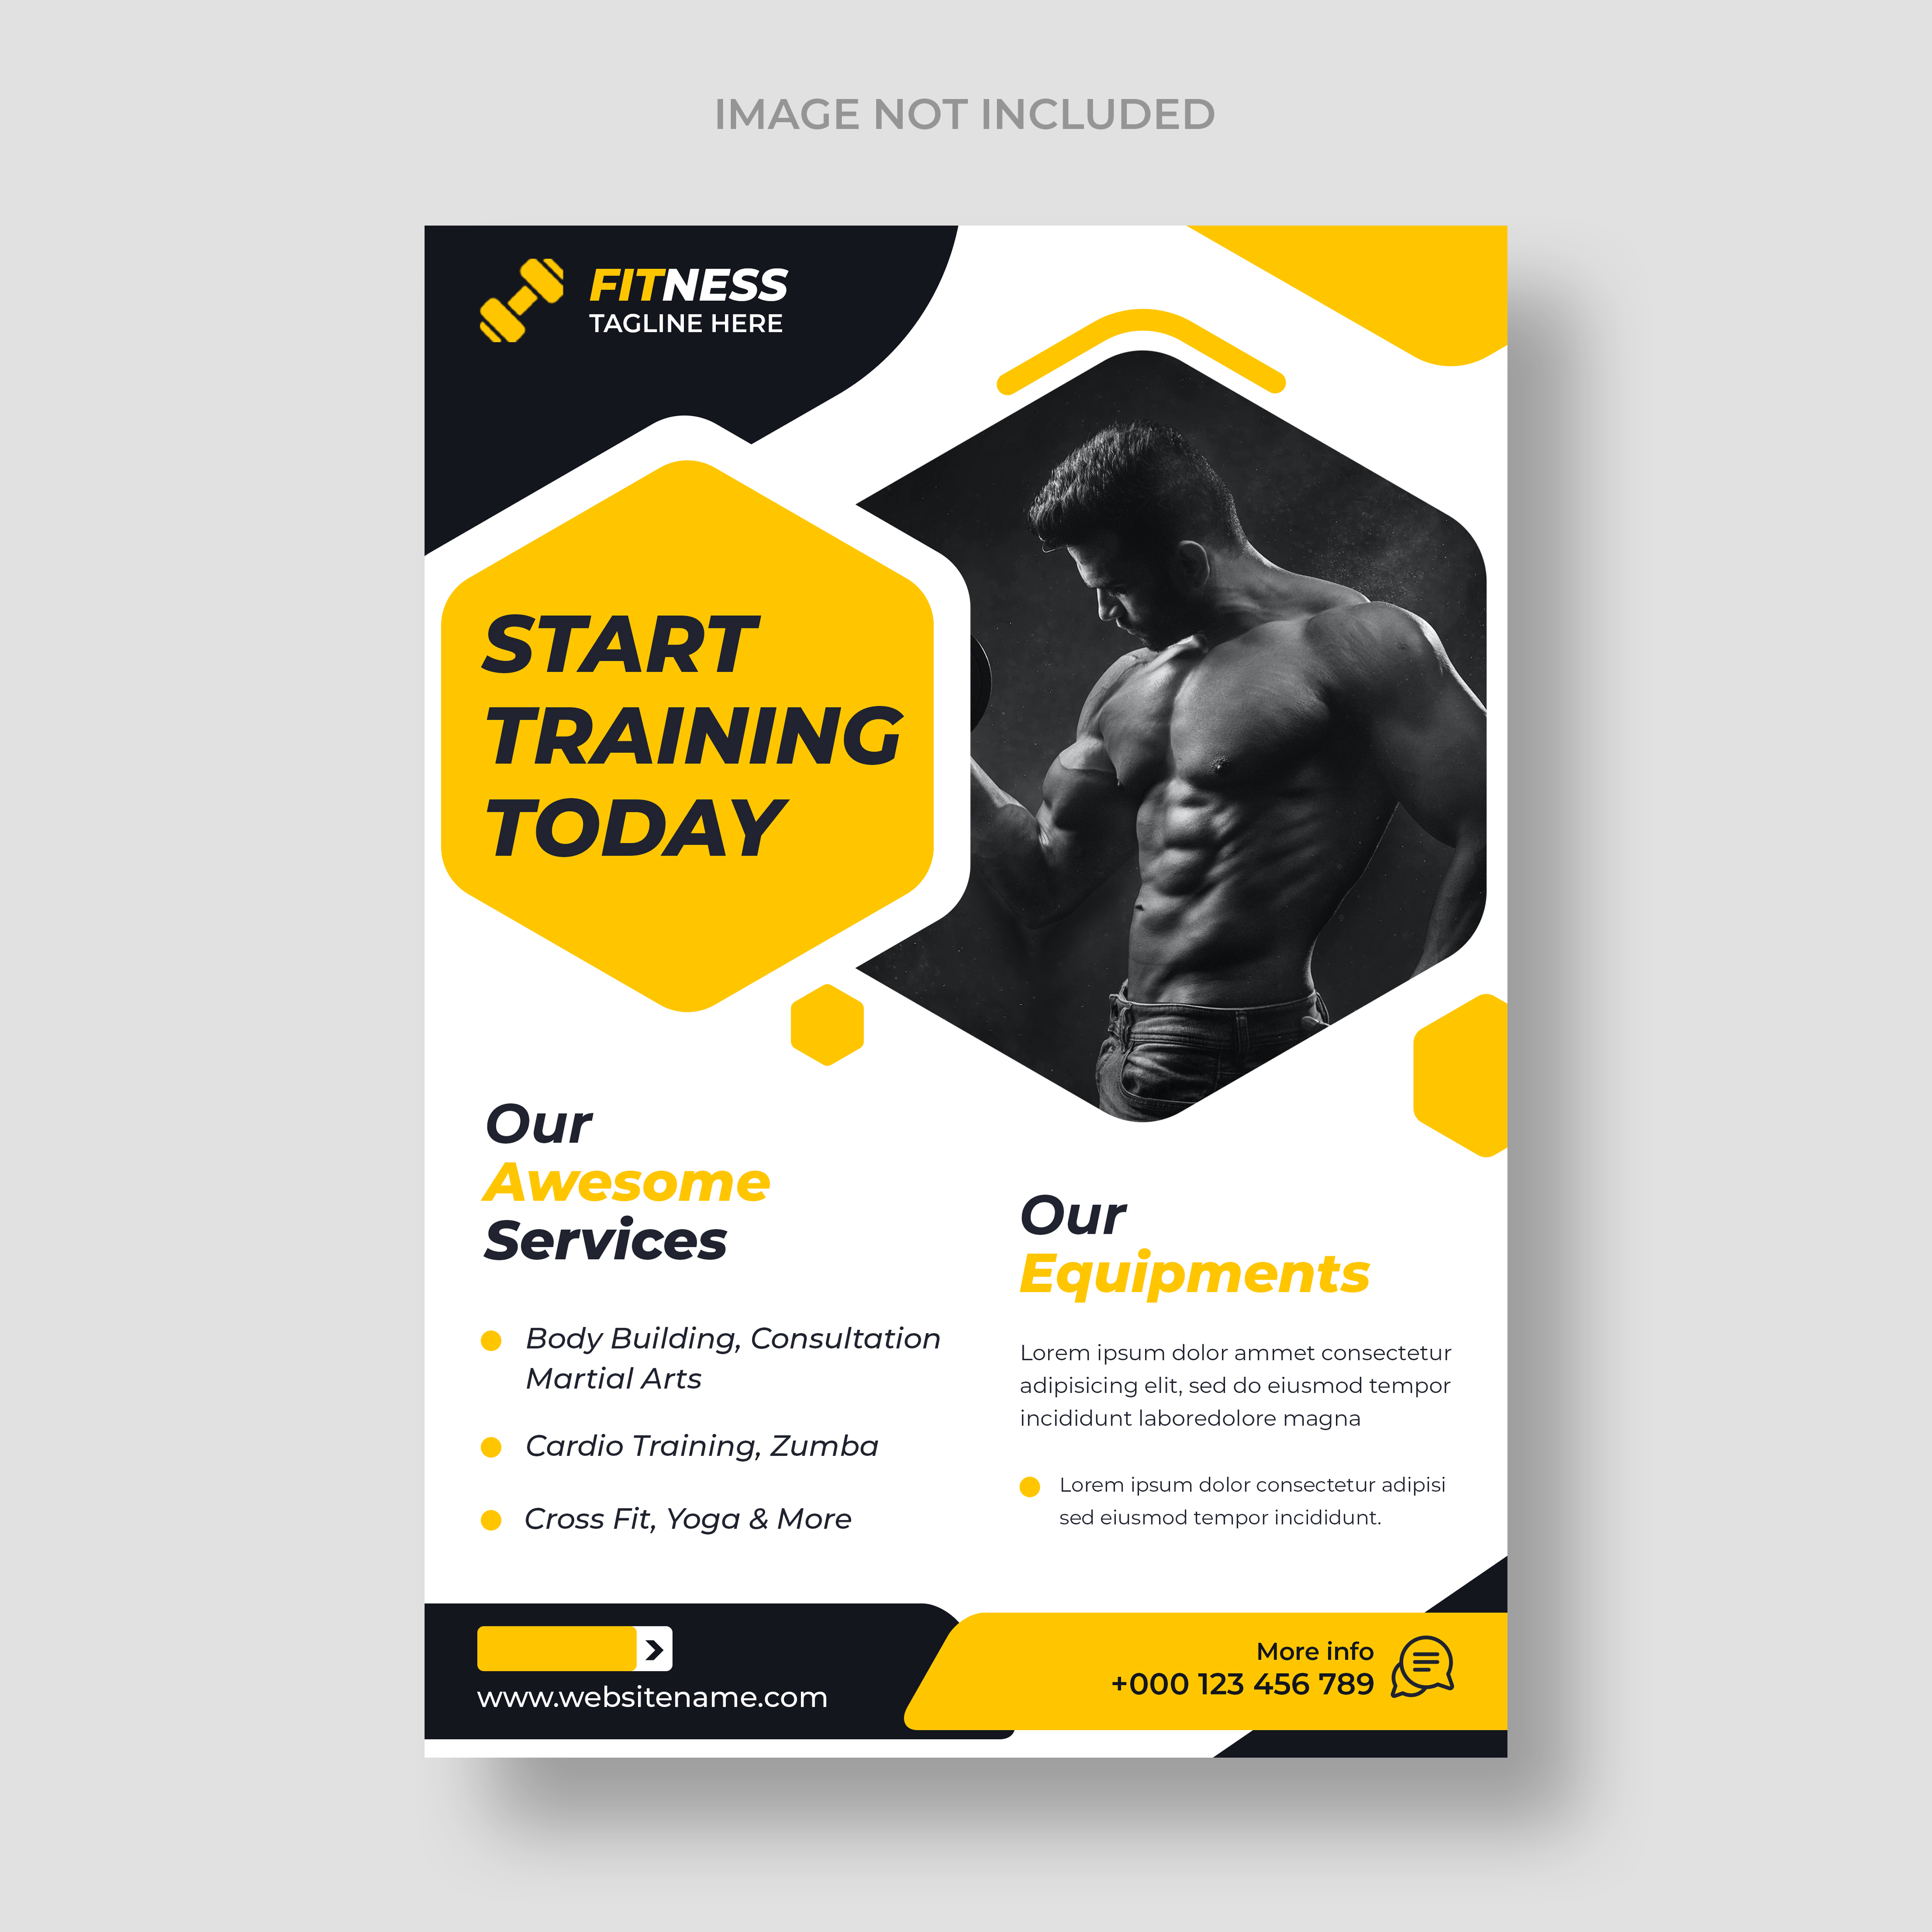 IMAGE NOT INCLUDED
FITNESS
TAGLINE HERE
START
TRAINING
TODAY
Our
Awesome
Services
Body Building, Consultation
Martial Arts
Cardio Training, Zumba
Cross Fit, Yoga & More
Our
Equipments
Lorem ipsum dolor ammet consectetur
adipisicing elit, sed do eiusmod tempor
incididunt laboredolore magna
Lorem ipsum dolor consectetur adipisi
sed eiusmod tempor incididunt.
www.websitename.com
More info
+000 123 456 789